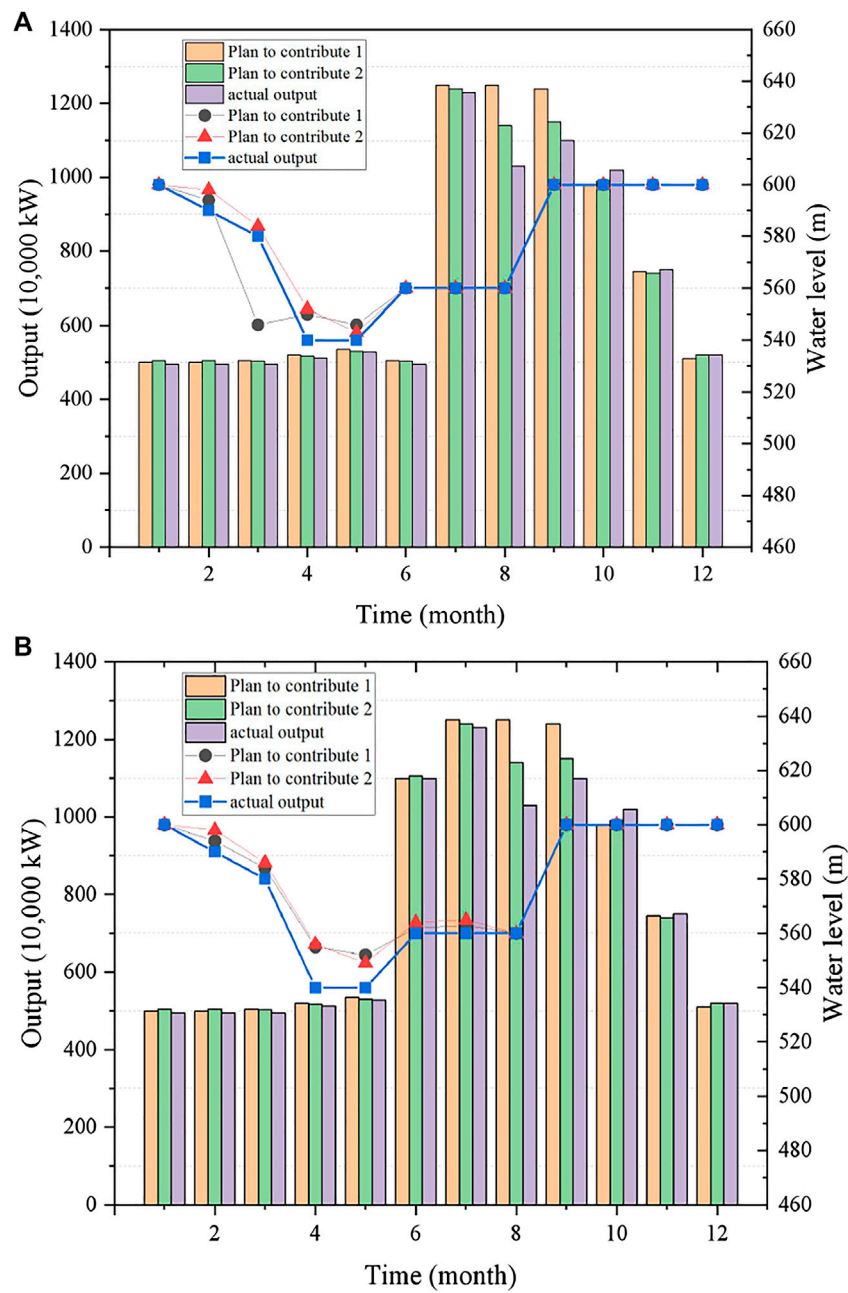 A
Plan to contribute 1
Plan to contribute 2
actual output
Plan to contribute 1
Plan to contribute 2
actual output
1400
1200
1000
800
600
400
200
0
Output (10,000 kW)
660
640
620
600
580
560
540
520
500
480
460
Water level (m)
2 4 6 8 10 12
Time (month)
B
Plan to contribute 1
Plan to contribute 2
actual output
Plan to contribute 1
Plan to contribute 2
actual output
1400
1200
1000
800
600
400
200
0
Output (10,000 kW)
660
640
620
600
580
560
540
520
500
480
460
Water level (m)
2 4 6 8 10 12
Time (month)